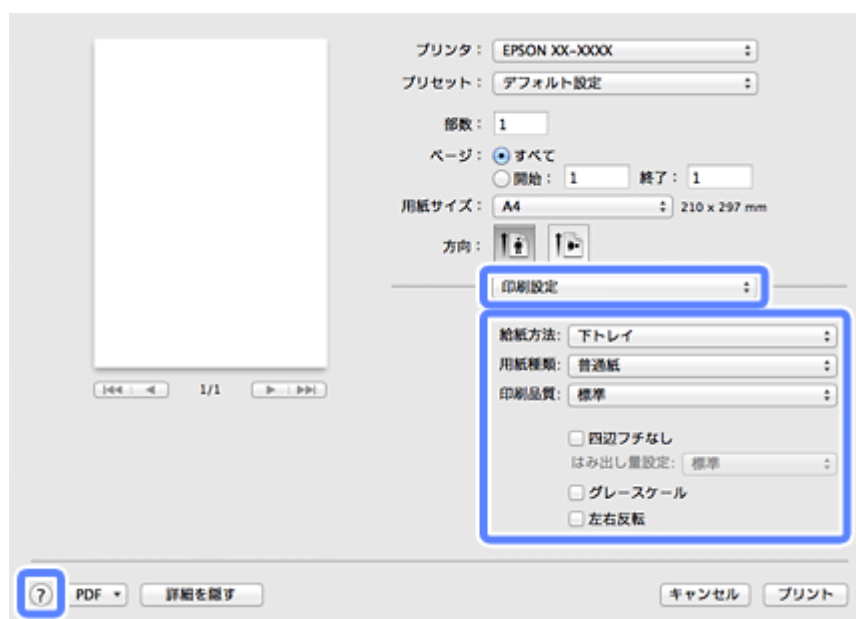 プリンタ： EPSON XX-XXXX
プリセット： デフォルト設定
部数： 1
ページ： すべて
開始： 1 終了： 1
用紙サイズ： A4 210 x 297 mm
方向：
印刷設定
給紙方法: 下トレイ
用紙種類: 普通紙
印刷品質: 標準
四辺フチなし
はみ出し量設定: 標準
グレースケール
左右反転
1/1
? PDF 詳細を隠す キャンセル プリント